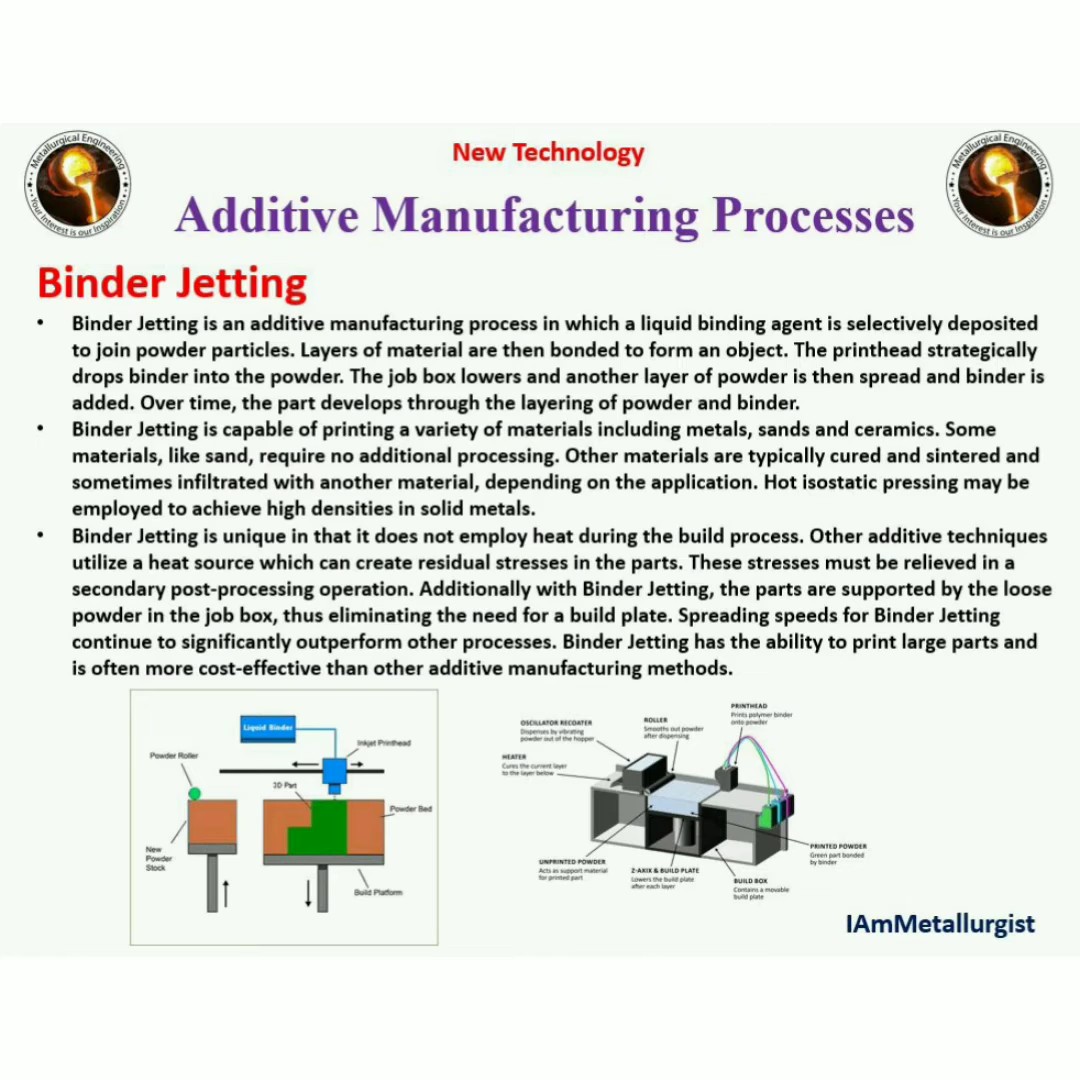 Metallurgical Engineering
Your Interest is our Inspiration
New Technology
Metallurgical Engineering
Your Interest is our Inspiration
Additive Manufacturing Processes
Binder Jetting
• Binder Jetting is an additive manufacturing process in which a liquid binding agent is selectively deposited
to join powder particles. Layers of material are then bonded to form an object. The printhead strategically
drops binder into the powder. The job box lowers and another layer of powder is then spread and binder is
added. Over time, the part develops through the layering of powder and binder.
• Binder Jetting is capable of printing a variety of materials including metals, sands and ceramics. Some
materials, like sand, require no additional processing. Other materials are typically cured and sintered and
sometimes infiltrated with another material, depending on the application. Hot isostatic pressing may be
employed to achieve high densities in solid metals.
• Binder Jetting is unique in that it does not employ heat during the build process. Other additive techniques
utilize a heat source which can create residual stresses in the parts. These stresses must be relieved in a
secondary post-processing operation. Additionally with Binder Jetting, the parts are supported by the loose
powder in the job box, thus eliminating the need for a build plate. Spreading speeds for Binder Jetting
continue to significantly outperform other processes. Binder Jetting has the ability to print large parts and
is often more cost-effective than other additive manufacturing methods.
Liquid Binder
Inkjet Printhead
Powder Roller
3D Part
Powder Bed
New
Powder
Stock
Build Platform
PRINTHEAD
Prints polymer binder
onto powder
OSCILLATOR RECOATER
Dispenses by vibrating
powder out of the hopper
ROLLER
Smooths out powder
after dispensing
HEATER
Cures the current layer
to the layer below
PRINTED POWDER
Green part bonded
by binder
UNPRINTED POWDER
Acts as support material
for printed part
Z-AXIX & BUILD PLATE
Lowers the build plate
after each layer
BUILD BOX
Contains a movable
build plate
IAmMetallurgist